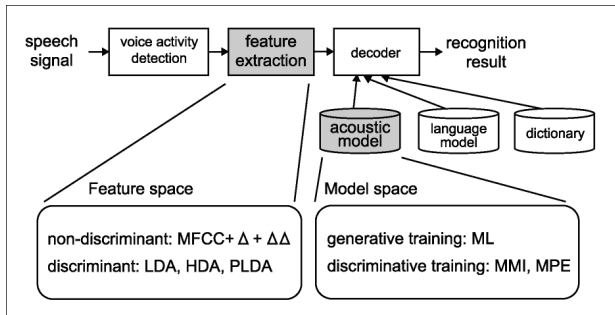 speech
signal
voice activity
detection
feature
extraction
decoder
recognition
result
acoustic
model
language
model
dictionary
Feature space
Model space
non-discriminant: MFCC+ Δ + ΔΔ
discriminant: LDA, HDA, PLDA
generative training: ML
discriminative training: MMI, MPE